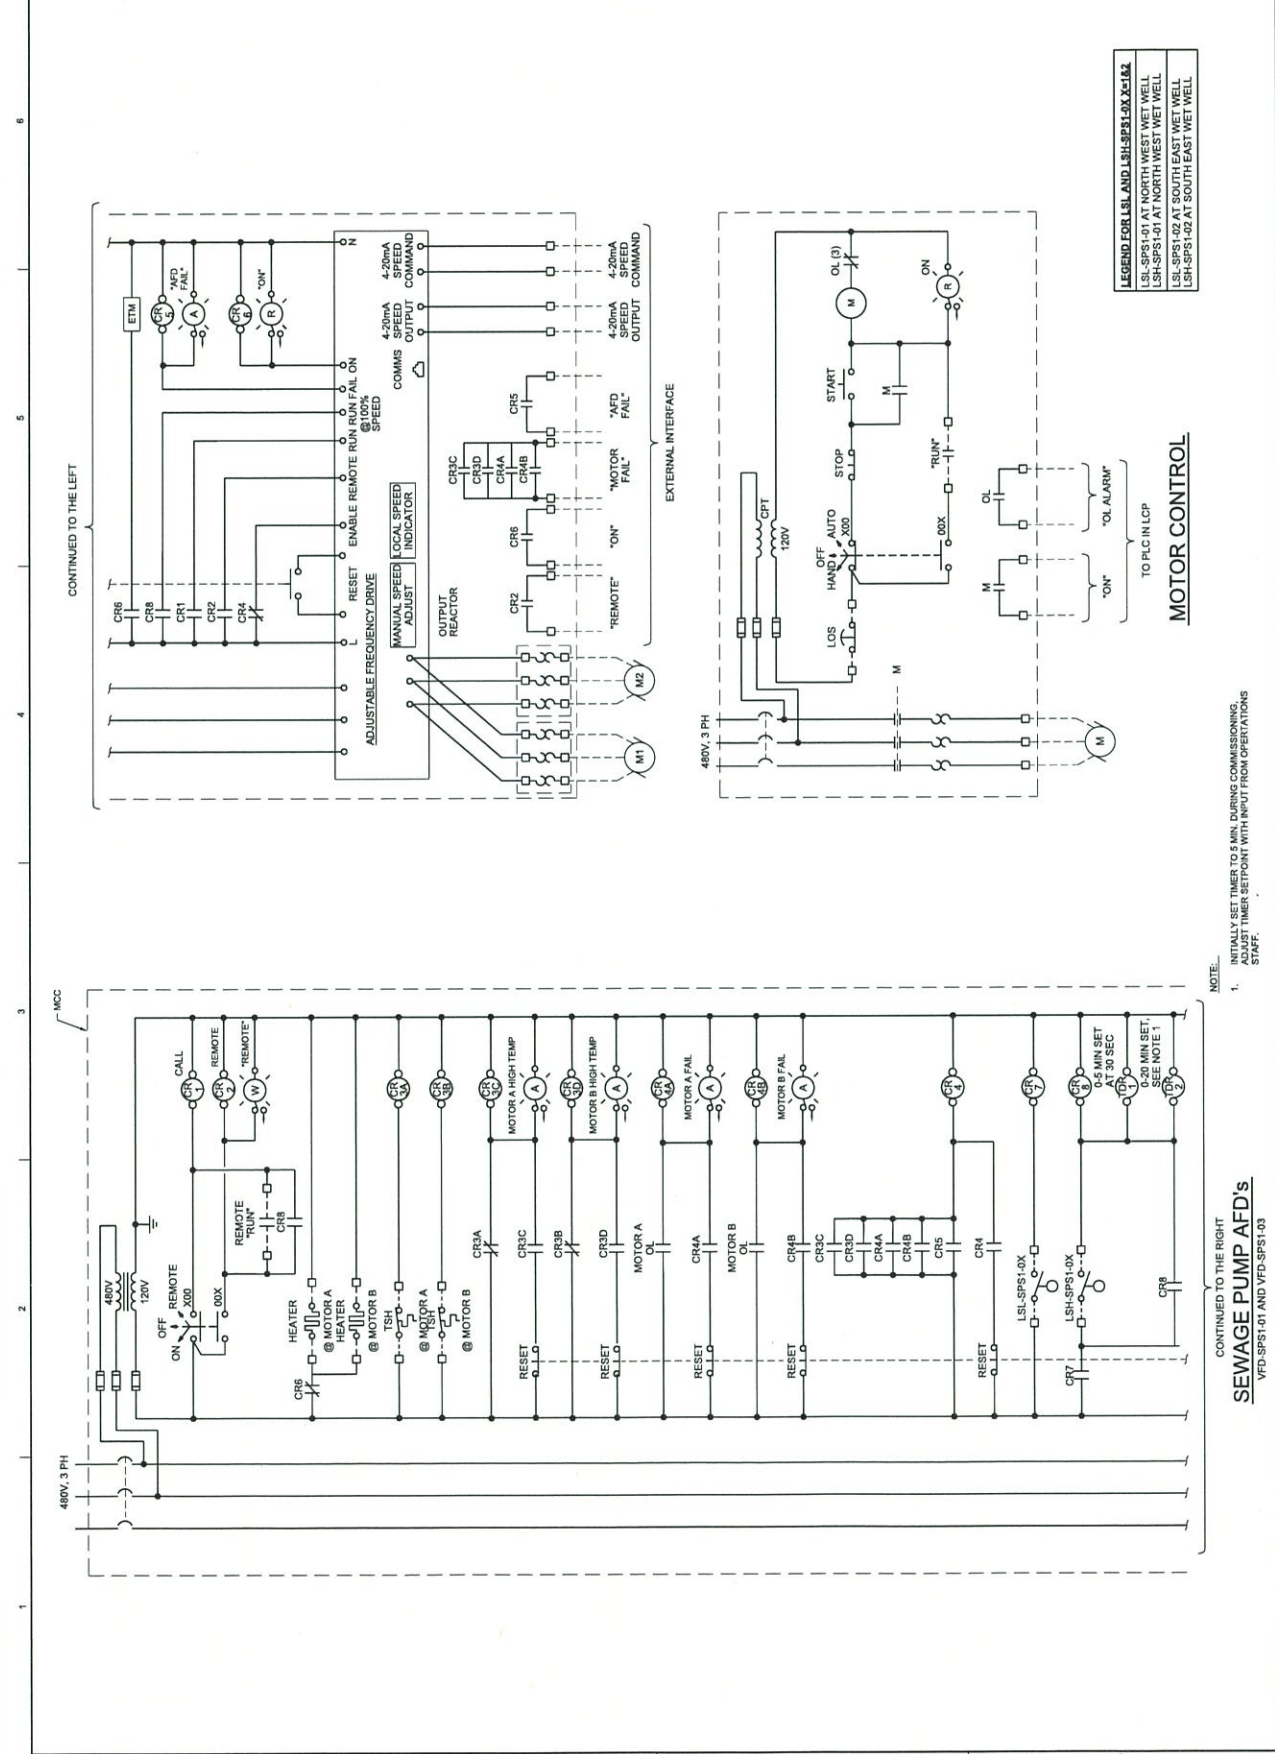 1
2
3
4
5
6
MCC
480V, 3 PH
480V
120V
ON
OFF
REMOTE
X00
00X
CALL
CR
1
REMOTE
CR
2
"REMOTE"
W
REMOTE
"RUN"
CR8
HEATER
@ MOTOR A
HEATER
@ MOTOR B
CR6
TSH
@ MOTOR A
TSH
@ MOTOR B
CR
3A
CR
3B
CR3A
CR
3C
RESET
CR3C
MOTOR A HIGH TEMP
A
CR3B
CR
3D
RESET
CR3D
MOTOR B HIGH TEMP
A
MOTOR A
OL
CR
4A
RESET
CR4A
MOTOR A FAIL
A
MOTOR B
OL
CR
4B
RESET
CR4B
MOTOR B FAIL
A
CR3C
CR3D
CR4A
CR4B
CR5
CR
4
RESET
CR4
LSL-SPS1-0X
CR
7
CR7
LSH-SPS1-0X
CR
8
0-5 MIN SET
AT 30 SEC
TDR
1
0-20 MIN SET,
SEE NOTE 1
TDR
2
CR8
CONTINUED TO THE RIGHT
SEWAGE PUMP AFD's
VFD-SPS1-01 AND VFD-SPS1-03
NOTE:
1. INITIALLY SET TIMER TO 5 MIN. DURING COMMISSIONING,
ADJUST TIMER SETPOINT WITH INPUT FROM OPERTATIONS
STAFF.
CONTINUED TO THE LEFT
CR6
CR8
CR1
CR2
CR4
ETM
CR
5
"AFD
FAIL"
A
CR
6
"ON"
R
L
RESET
ENABLE
REMOTE
RUN
RUN
@100%
SPEED
FAIL
ON
N
ADJUSTABLE FREQUENCY DRIVE
MANUAL SPEED
ADJUST
LOCAL SPEED
INDICATOR
COMMS
4-20mA
SPEED
OUTPUT
4-20mA
SPEED
COMMAND
OUTPUT
REACTOR
CR2
CR6
CR3C
CR3D
CR4A
CR4B
CR5
M1
M2
"REMOTE"
"ON"
"MOTOR
FAIL"
"AFD
FAIL"
4-20mA
SPEED
OUTPUT
4-20mA
SPEED
COMMAND
EXTERNAL INTERFACE
480V, 3 PH
CPT
120V
LOS
HAND
OFF
AUTO
X00
00X
STOP
START
M
OL (3)
M
"RUN"
ON
R
M
M
M
OL
"ON"
"OL ALARM"
TO PLC IN LCP
MOTOR CONTROL
LEGEND FOR LSL AND LSH-SPS1-0X X=1&2
LSL-SPS1-01 AT NORTH WEST WET WELL
LSH-SPS1-01 AT NORTH WEST WET WELL
LSL-SPS1-02 AT SOUTH EAST WET WELL
LSH-SPS1-02 AT SOUTH EAST WET WELL